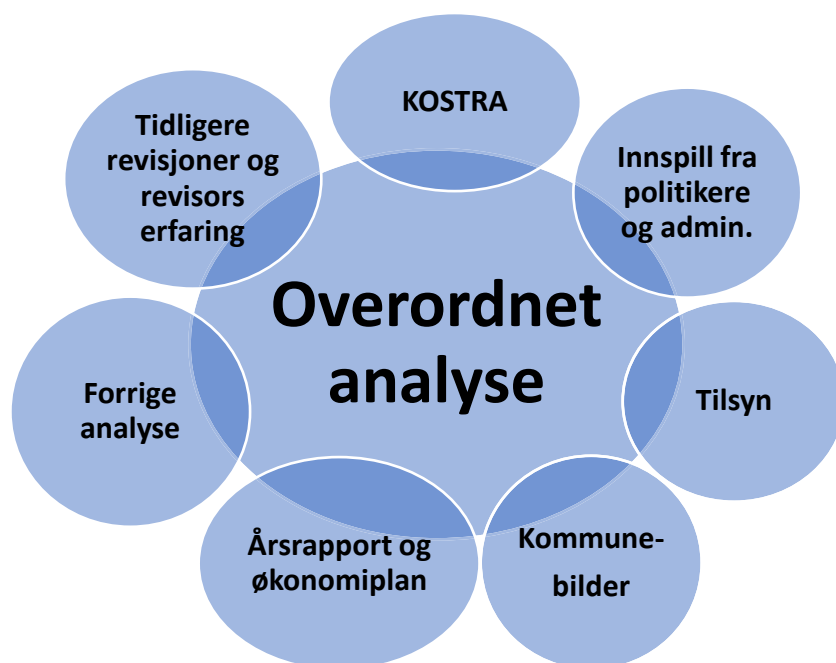 KOSTRA
Tidligere
revisjoner og
revisors
erfaring
Innspill fra
politikere
og admin.
Overordnet
analyse
Forrige
analyse
Tilsyn
Årsrapport og
økonomiplan
Kommune-
bilder